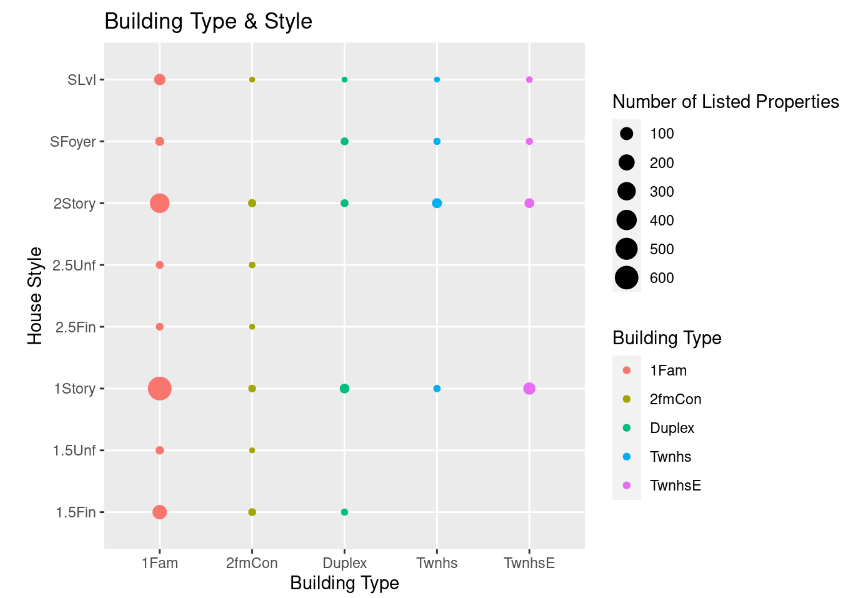 Building Type & Style
House Style
SLvl
SFoyer
2Story
2.5Unf
2.5Fin
1Story
1.5Unf
1.5Fin
1Fam
2fmCon
Duplex
Twnhs
TwnhsE
Building Type
Number of Listed Properties
100
200
300
400
500
600
Building Type
1Fam
2fmCon
Duplex
Twnhs
TwnhsE